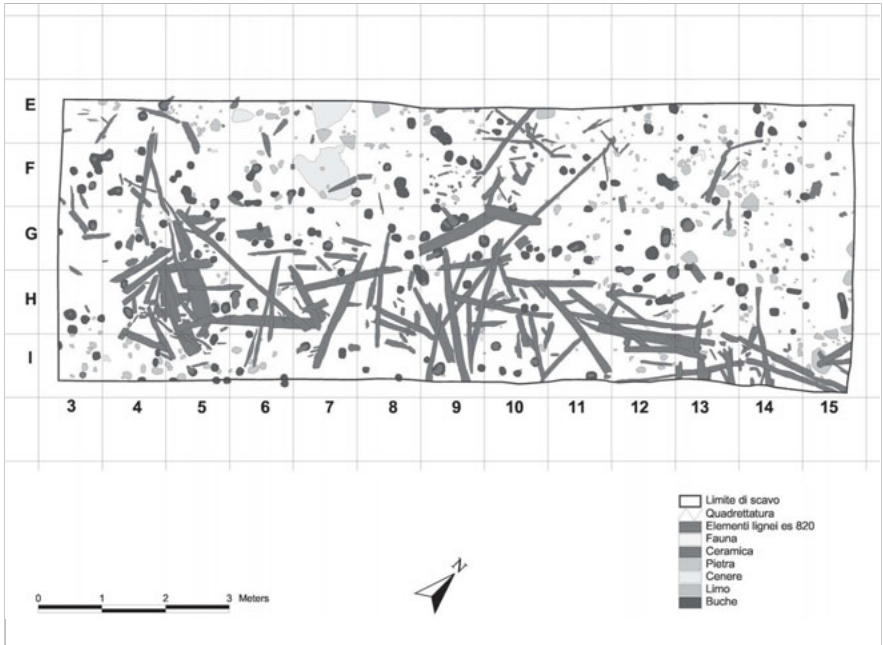 E
F
G
H
I
3 4 5 6 7 8 9 10 11 12 13 14 15
Limite di scavo
Quadrettatura
Elementi lignei es 820
Fauna
Ceramica
Pietra
Cenere
Limo
Buche
N
0 1 2 3 Meters